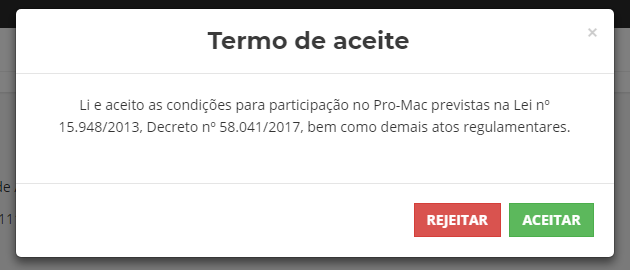 Termo de aceite
×
Li e aceito as condições para participação no Pro-Mac previstas na Lei nº
15.948/2013, Decreto nº 58.041/2017, bem como demais atos regulamentares.
REJEITAR ACEITAR